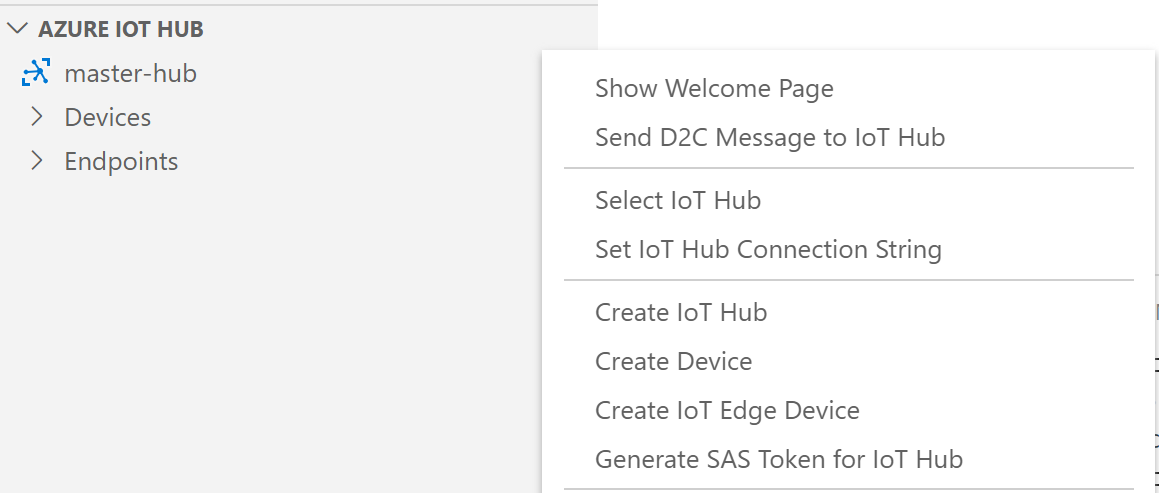 AZURE IOT HUB
master-hub
Devices
Endpoints
Show Welcome Page
Send D2C Message to IoT Hub
Select IoT Hub
Set IoT Hub Connection String
Create IoT Hub
Create Device
Create IoT Edge Device
Generate SAS Token for IoT Hub